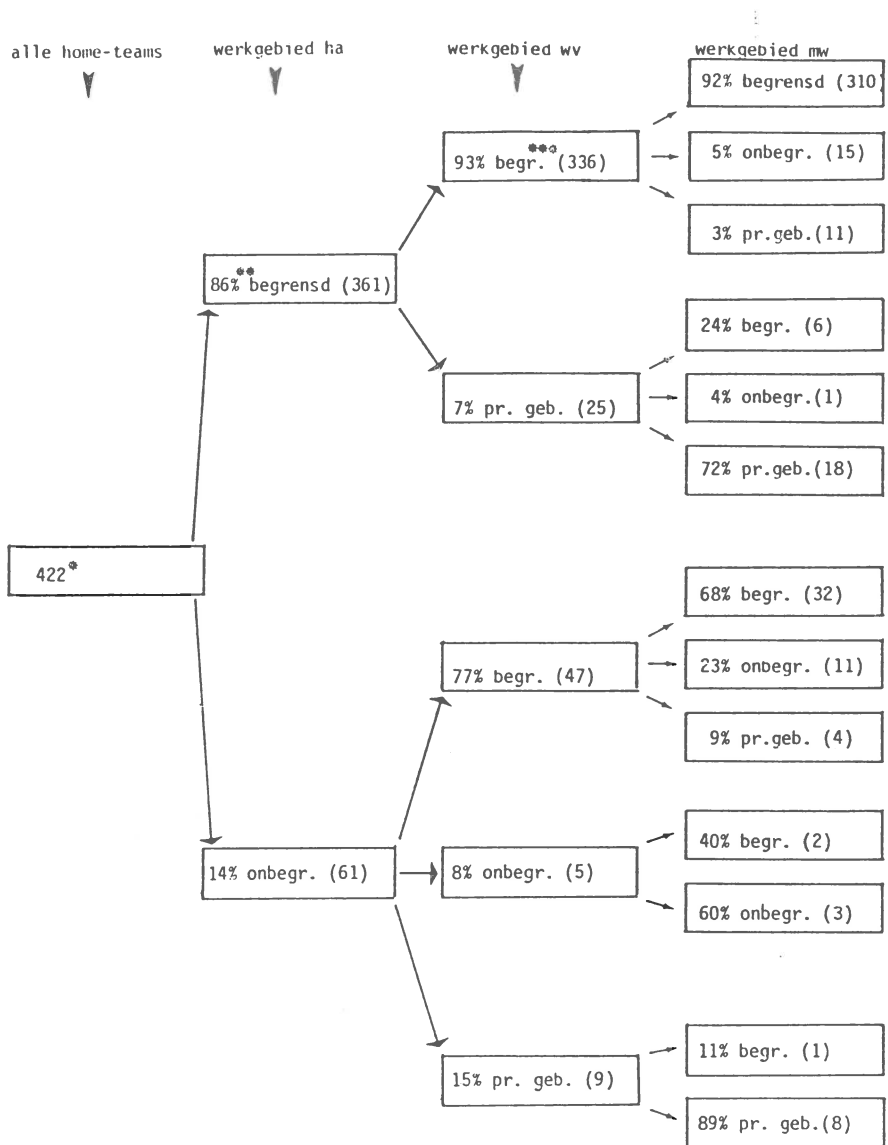 alle home-teams
werkgebied ha
werkgebied wv
werkgebied mw
92% begrensd (310)
***
93% begr. (336)
5% onbegr. (15)
3% pr.geb.(11)
**
86% begrensd (361)
24% begr. (6)
7% pr. geb. (25)
4% onbegr.(1)
72% pr.geb.(18)
422*
68% begr. (32)
77% begr. (47)
23% onbegr. (11)
9% pr.geb. (4)
40% begr. (2)
14% onbegr. (61)
8% onbegr. (5)
60% onbegr. (3)
11% begr. (1)
15% pr. geb. (9)
89% pr. geb.(8)